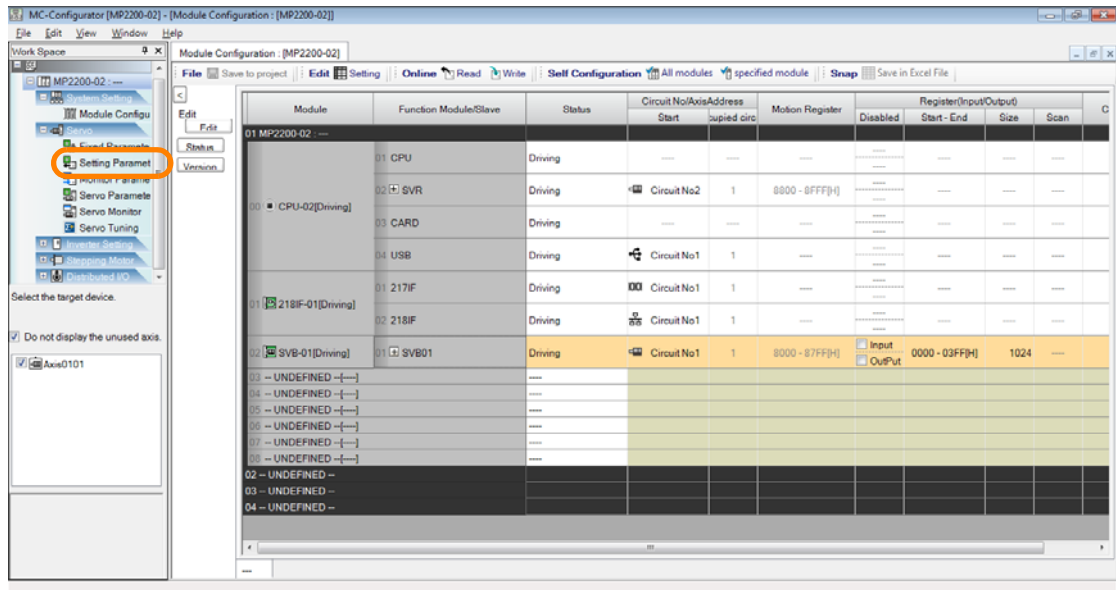 MC-Configurator [MP2200-02] - [Module Configuration : [MP2200-02]]
File Edit View Window Help
Work Space
MP2200-02 : ---
System Setting
Module Configu
Servo
Fixed Paramete
Setting Paramet
Monitor Parame
Servo Paramete
Servo Monitor
Servo Tuning
Inverter Setting
Stepping Motor
Distributed I/O
Select the target device.
Do not display the unused axis.
Axis0101
Module Configuration : [MP2200-02]
File Save to project Edit Setting Online Read Write Self Configuration All modules specified module Snap Save in Excel File
<
Edit
Edit
Status
Version
Module Function Module/Slave Status Circuit No/AxisAddress Motion Register Register(Input/Output) C
Start cupied circ Disabled Start - End Size Scan
01 MP2200-02 : ---
00 CPU-02[Driving]
01 CPU Driving ---- ---- ---- ---- ---- ---- ---- ----
02 SVR Driving Circuit No2 1 8800 - 8FFF[H] ---- ---- ---- ---- ----
03 CARD Driving ---- ---- ---- ---- ---- ---- ---- ----
04 USB Driving Circuit No1 1 ---- ---- ---- ---- ---- ----
01 218IF-01[Driving]
01 217IF Driving Circuit No1 1 ---- ---- ---- ---- ---- ----
02 218IF Driving Circuit No1 1 ---- ---- ---- ---- ---- ----
02 SVB-01[Driving] 01 SVB01 Driving Circuit No1 1 8000 - 87FF[H] Input OutPut 0000 - 03FF[H] 1024 ----
03 -- UNDEFINED --[----] ----
04 -- UNDEFINED --[----] ----
05 -- UNDEFINED --[----] ----
06 -- UNDEFINED --[----] ----
07 -- UNDEFINED --[----] ----
08 -- UNDEFINED --[----] ----
02 -- UNDEFINED --
03 -- UNDEFINED --
04 -- UNDEFINED --
---